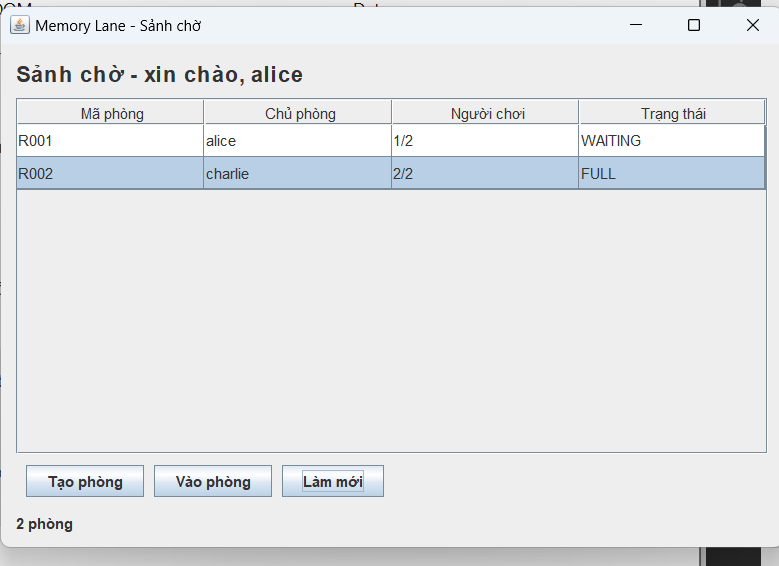 Memory Lane - Sảnh chờ
Sảnh chờ - xin chào, alice
Mã phòng Chủ phòng Người chơi Trạng thái
R001 alice 1/2 WAITING
R002 charlie 2/2 FULL
Tạo phòng Vào phòng Làm mới
2 phòng